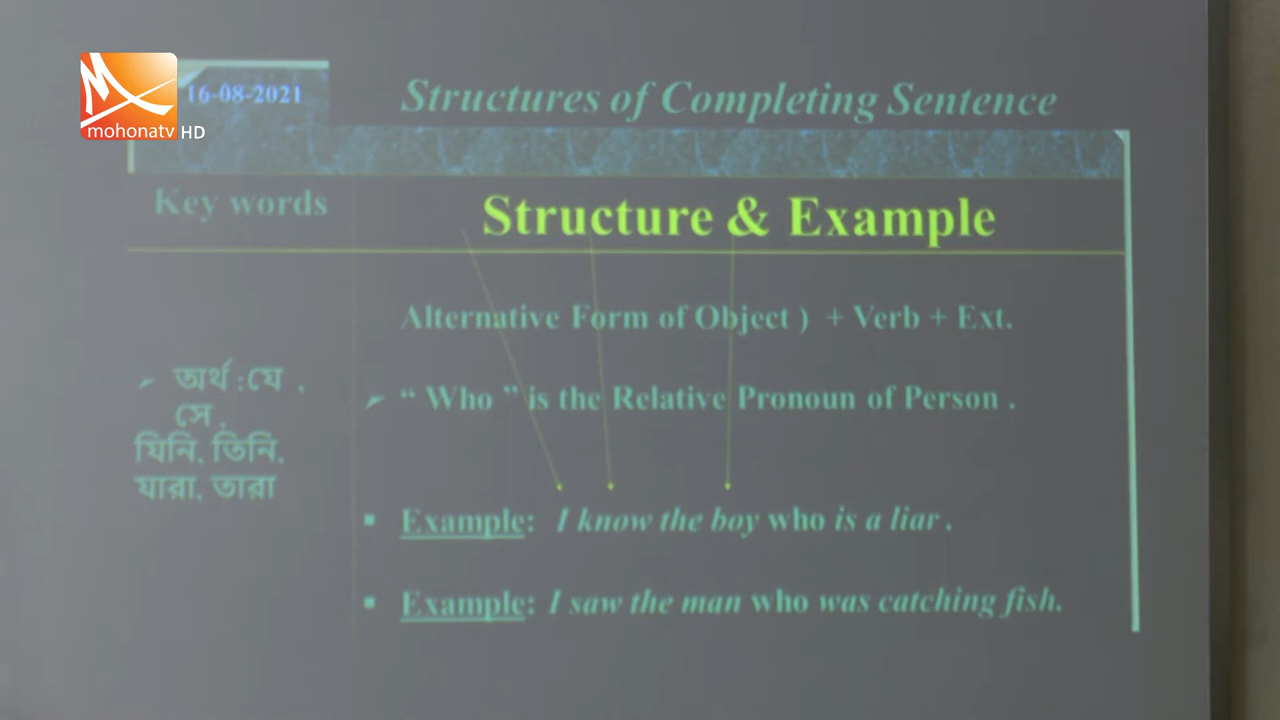 mohonatv HD
16-08-2021
Structures of Completing Sentence
Key words
Structure & Example
Alternative Form of Object ) + Verb + Ext.
➢ অর্থ :যে ,
সে ,
যিনি, তিনি,
যারা, তারা
➢ “ Who ” is the Relative Pronoun of Person .
▪ Example: I know the boy who is a liar .
▪ Example: I saw the man who was catching fish.